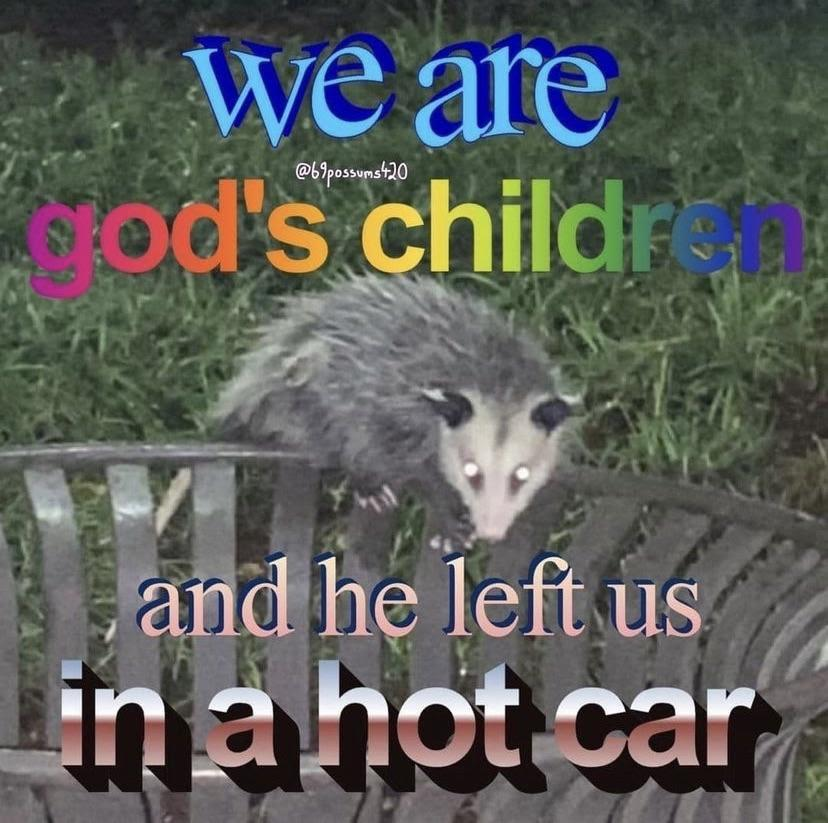 we are
@69possums420
god's children
and he left us
in a hot car